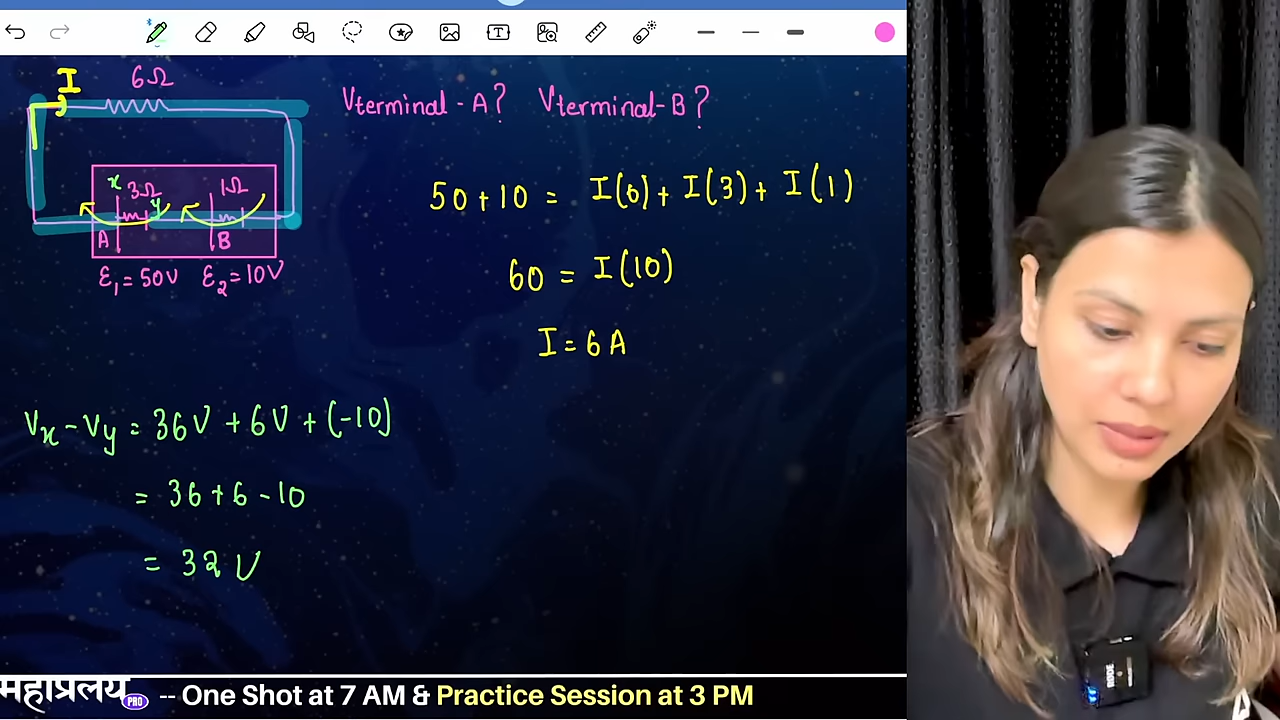 I
6Ω
Vterminal - A? Vterminal-B?
x 3Ω y 1Ω
A B
ε₁ = 50V ε₂ = 10V
50 + 10 = I(6) + I(3) + I(1)
60 = I(10)
I = 6 A
Vx - Vy = 36V + 6V + (-10)
= 36 + 6 - 10
= 32 V
महाप्रलय PRO -- One Shot at 7 AM & Practice Session at 3 PM
RODE